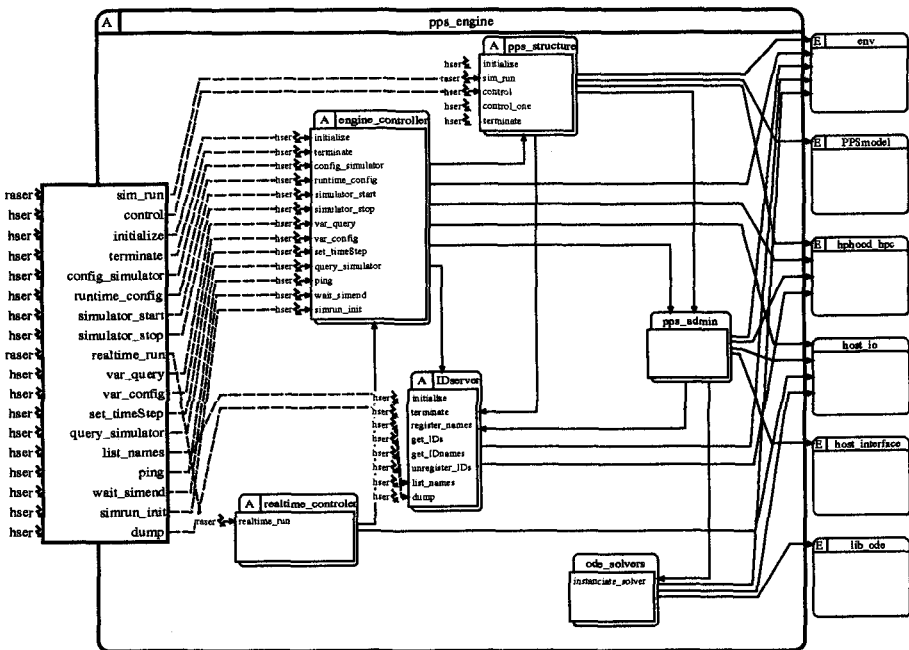 A pps_engine
A pps_structure
hser initialize
raser sim_run
hser control
hser control_one
hser terminate
A engine_controller
hser initialize
hser terminate
hser config_simulator
hser runtime_config
hser simulator_start
hser simulator_stop
hser var_query
hser var_config
hser set_timeStep
hser query_simulator
hser ping
hser wait_simend
hser simrun_init
raser sim_run
hser control
hser initialize
hser terminate
hser config_simulator
hser runtime_config
hser simulator_start
hser simulator_stop
raser realtime_run
hser var_query
hser var_config
hser set_timeStep
hser query_simulator
hser list_names
hser ping
hser wait_simend
hser simrun_init
hser dump
A IDserver
hser initialize
hser terminate
hser register_names
hser get_IDs
hser get_IDnames
hser unregister_IDs
hser list_names
hser dump
A realtime_controler
raser realtime_run
pps_admin
ode_solvers
instanciate_solver
E env
E PPSmodel
E hphood_hpc
E host_io
E host_interface
E lib_ode